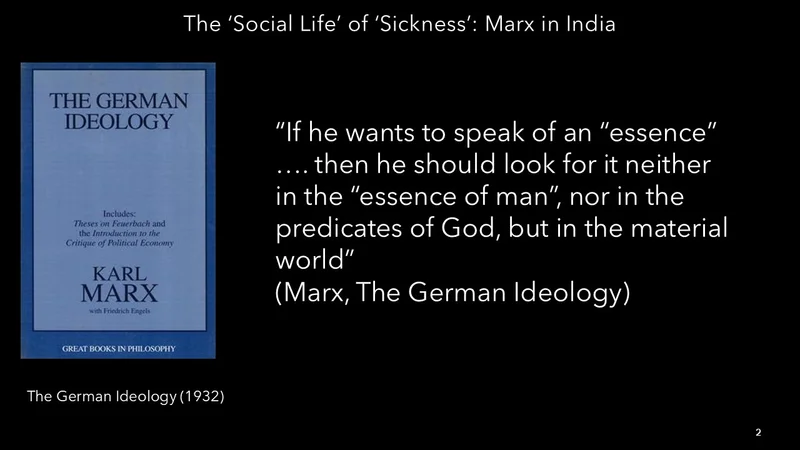 The ‘Social Life’ of ‘Sickness’: Marx in India
THE GERMAN
IDEOLOGY
Includes:
Theses on Feuerbach and
the Introduction to the
Critique of Political Economy
KARL
MARX
with Friedrich Engels
GREAT BOOKS IN PHILOSOPHY
“If he wants to speak of an “essence”
…. then he should look for it neither
in the “essence of man”, nor in the
predicates of God, but in the material
world”
(Marx, The German Ideology)
The German Ideology (1932)
2